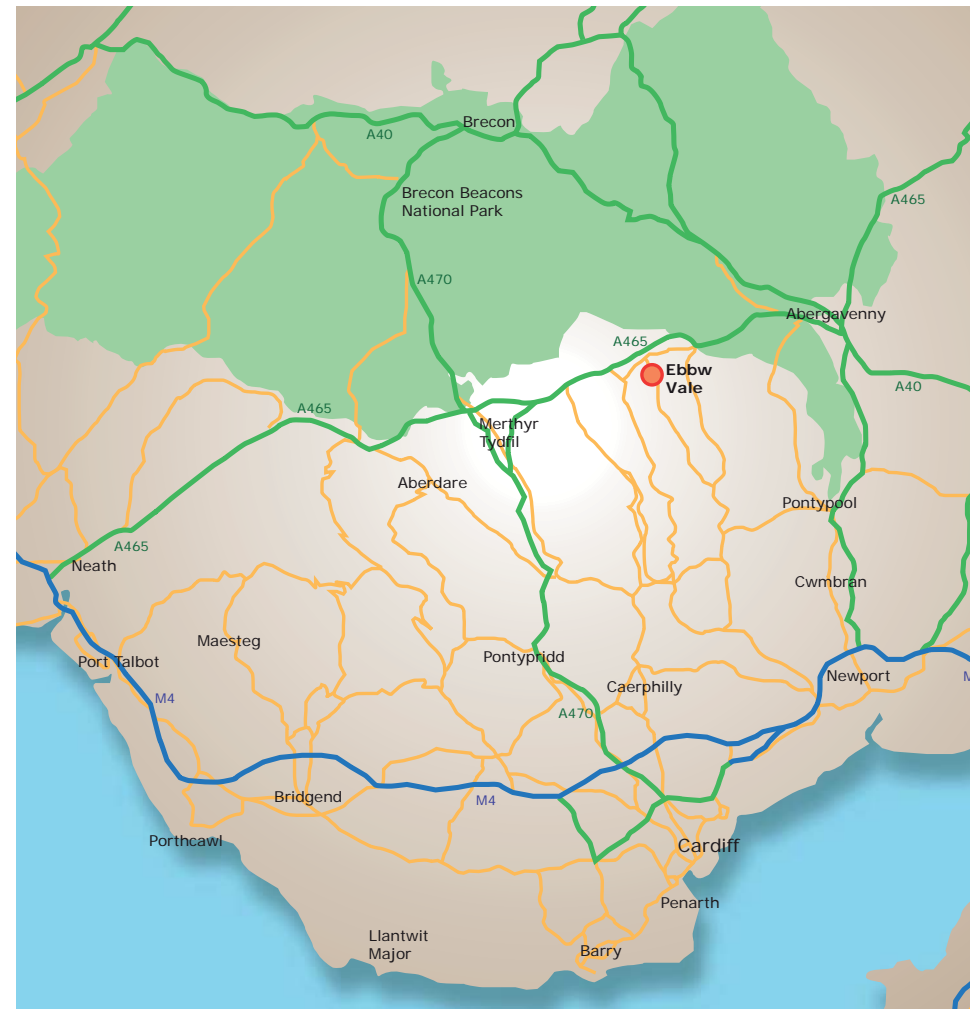 Brecon
A40
Brecon Beacons
National Park
A465
A470
Abergavenny
A465
Ebbw
Vale
A40
A465
Merthyr
Tydfil
Aberdare
Pontypool
A465
Neath
Cwmbran
Maesteg
Pontypridd
Port Talbot
Newport
M
Caerphilly
M4
A470
Bridgend
M4
Porthcawl
Cardiff
Penarth
Llantwit
Major
Barry